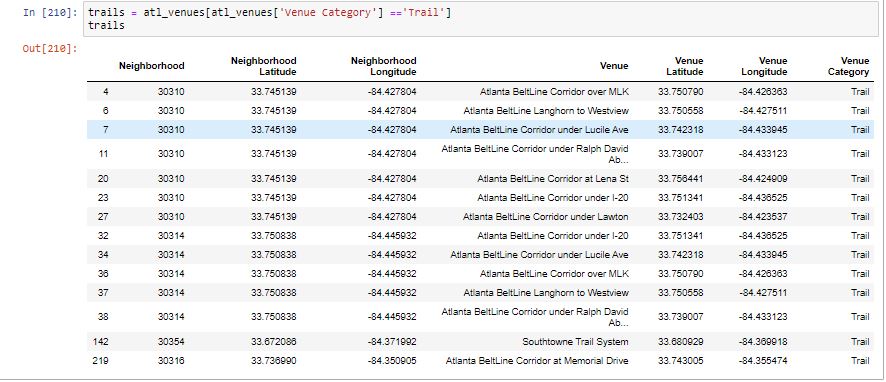 In [210]: trails = atl_venues[atl_venues['Venue Category'] =='Trail']
trails
Out[210]:
Neighborhood Neighborhood Latitude Neighborhood Longitude Venue Venue Latitude Venue Longitude Venue Category
4 30310 33.745139 -84.427804 Atlanta BeltLine Corridor over MLK 33.750790 -84.426363 Trail
6 30310 33.745139 -84.427804 Atlanta BeltLine Langhorn to Westview 33.750558 -84.427511 Trail
7 30310 33.745139 -84.427804 Atlanta BeltLine Corridor under Lucile Ave 33.742318 -84.433945 Trail
11 30310 33.745139 -84.427804 Atlanta BeltLine Corridor under Ralph David Ab... 33.739007 -84.433123 Trail
20 30310 33.745139 -84.427804 Atlanta BeltLine Corridor at Lena St 33.756441 -84.424909 Trail
23 30310 33.745139 -84.427804 Atlanta BeltLine Corridor under I-20 33.751341 -84.436525 Trail
27 30310 33.745139 -84.427804 Atlanta BeltLine Corridor under Lawton 33.732403 -84.423537 Trail
32 30314 33.750838 -84.445932 Atlanta BeltLine Corridor under I-20 33.751341 -84.436525 Trail
34 30314 33.750838 -84.445932 Atlanta BeltLine Corridor under Lucile Ave 33.742318 -84.433945 Trail
36 30314 33.750838 -84.445932 Atlanta BeltLine Corridor over MLK 33.750790 -84.426363 Trail
37 30314 33.750838 -84.445932 Atlanta BeltLine Langhorn to Westview 33.750558 -84.427511 Trail
38 30314 33.750838 -84.445932 Atlanta BeltLine Corridor under Ralph David Ab... 33.739007 -84.433123 Trail
142 30354 33.672086 -84.371992 Southtowne Trail System 33.680929 -84.369918 Trail
219 30316 33.736990 -84.350905 Atlanta BeltLine Corridor at Memorial Drive 33.743005 -84.355474 Trail